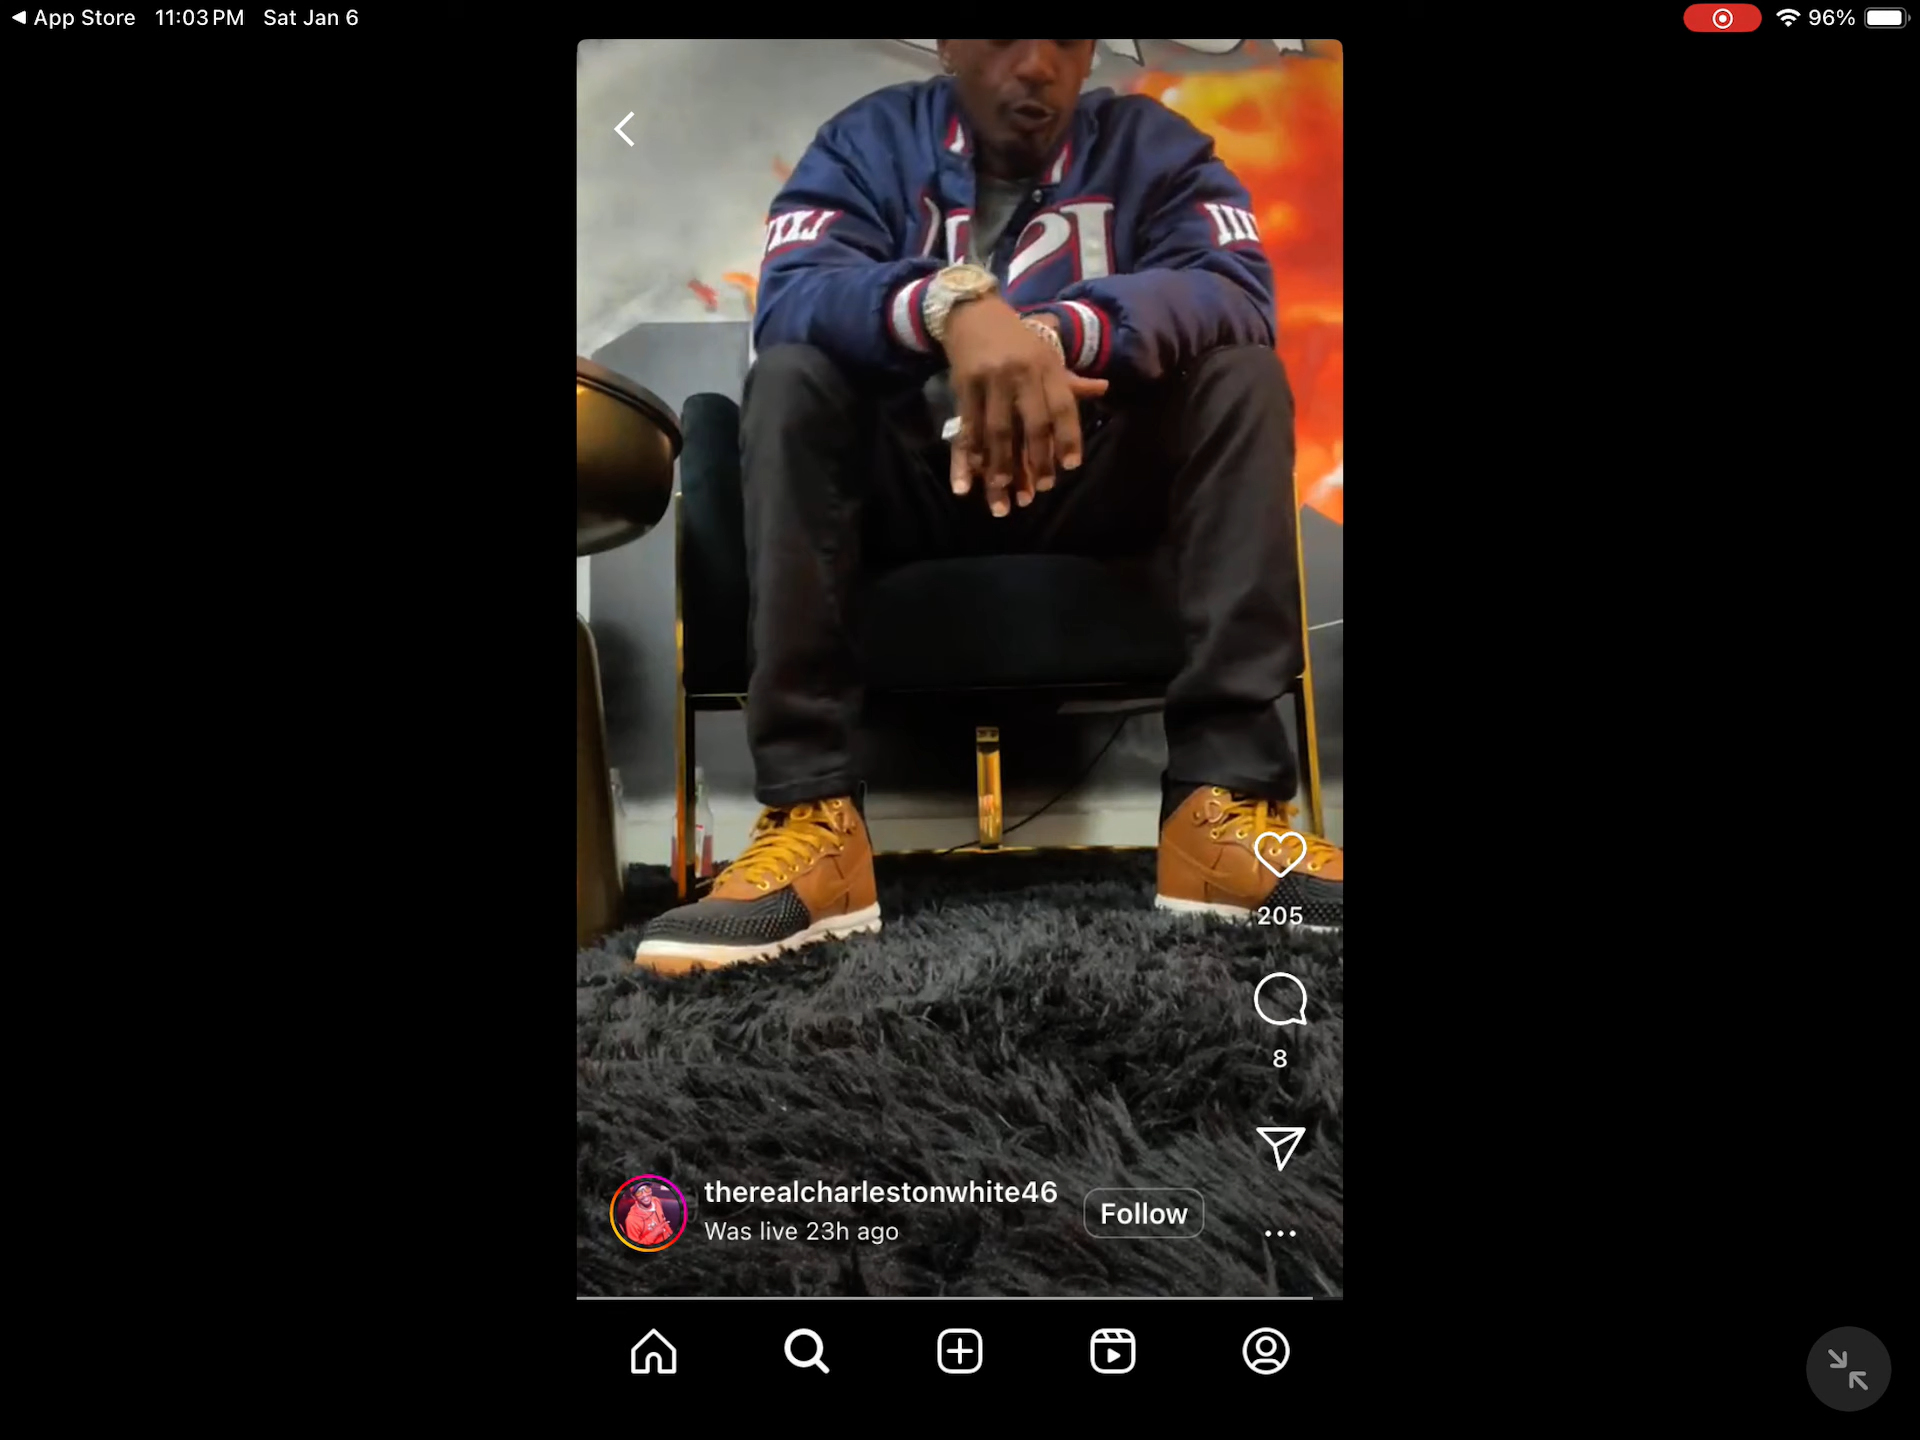 App Store 11:03 PM Sat Jan 6
96%
205
8
therealcharlestonwhite46
Was live 23h ago
Follow